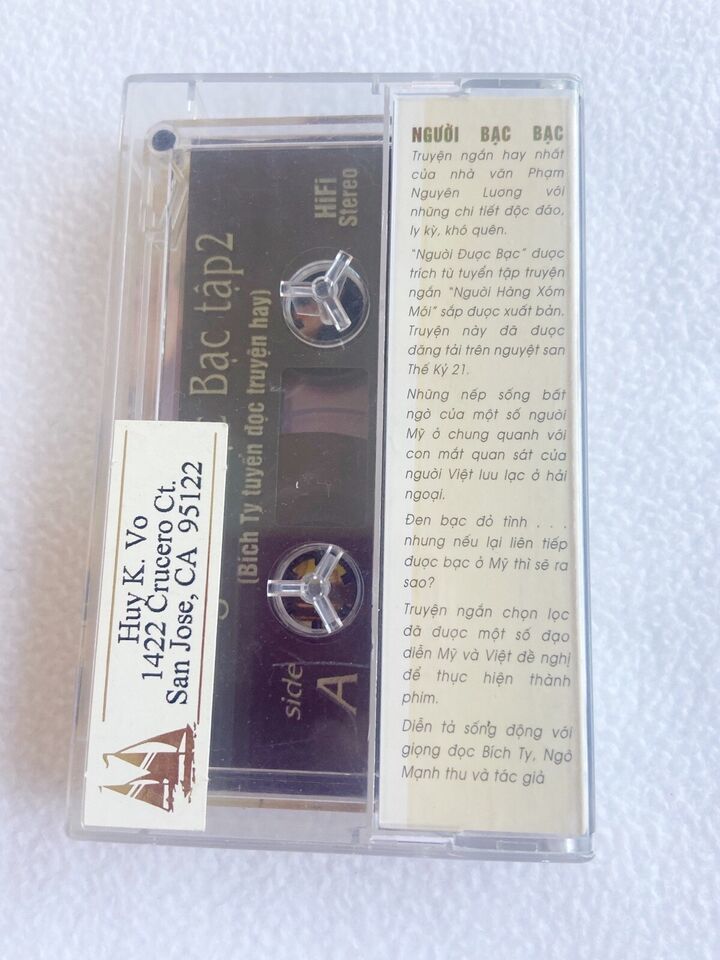 NGƯỜI BẠC BẠC
Truyện ngắn hay nhất
của nhà văn Phạm
Nguyên Lương với
những chi tiết độc đáo,
ly kỳ, khó quên.
"Người Được Bạc" được
trích từ tuyển tập truyện
ngắn "Người Hàng Xóm
Mới" sắp được xuất bản.
Truyện này đã được
đăng tải trên nguyệt san
Thế Kỷ 21.
Những nếp sống bất
ngờ của một số người
Mỹ ở chung quanh với
con mắt quan sát của
người Việt lưu lạc ở hải
ngoại.
Đen bạc đỏ tình . . .
nhưng nếu lại liên tiếp
được bạc ở Mỹ thì sẽ ra
sao?
Truyện ngắn chọn lọc
đã được một số đạo
diễn Mỹ và Việt đề nghị
để thực hiện thành
phim.
Diễn tả sống động với
giọng đọc Bích Ty, Ngô
Mạnh thu và tác giả
Bạc tập2
(Bích Ty tuyển đọc truyện hay)
HiFi
Stereo
side
A
Huy K. Vo
1422 Crucero Ct.
San Jose, CA 95122